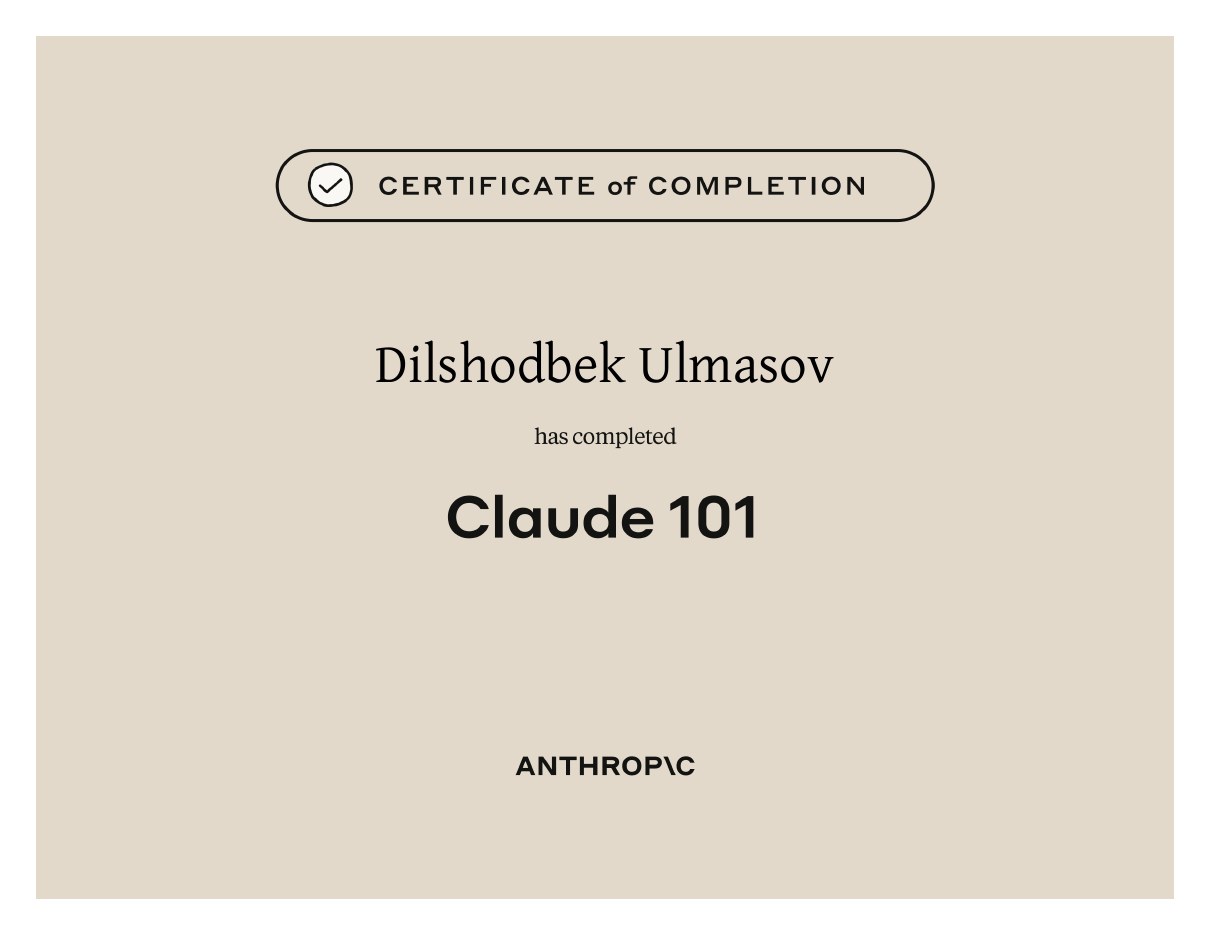 CERTIFICATE of COMPLETION
Dilshodbek Ulmasov
has completed
Claude 101
ANTHROP\C